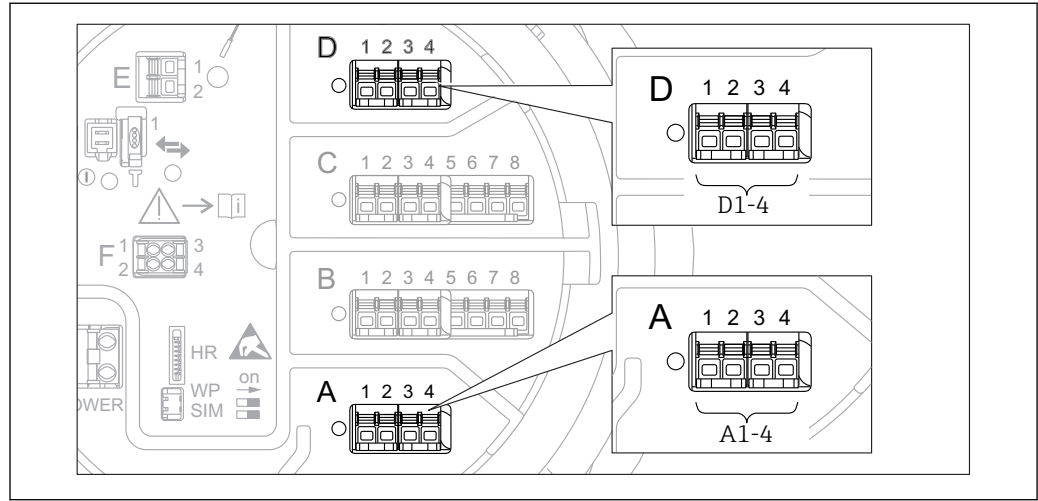 D 1 2 3 4
D 1 2 3 4
D1-4
E 1
2
1
C 1 2 3 4 5 6 7 8
i
F 1 3
2 4
B 1 2 3 4 5 6 7 8
A 1 2 3 4
A1-4
HR
on
WP
SIM
OWER
A 1 2 3 4